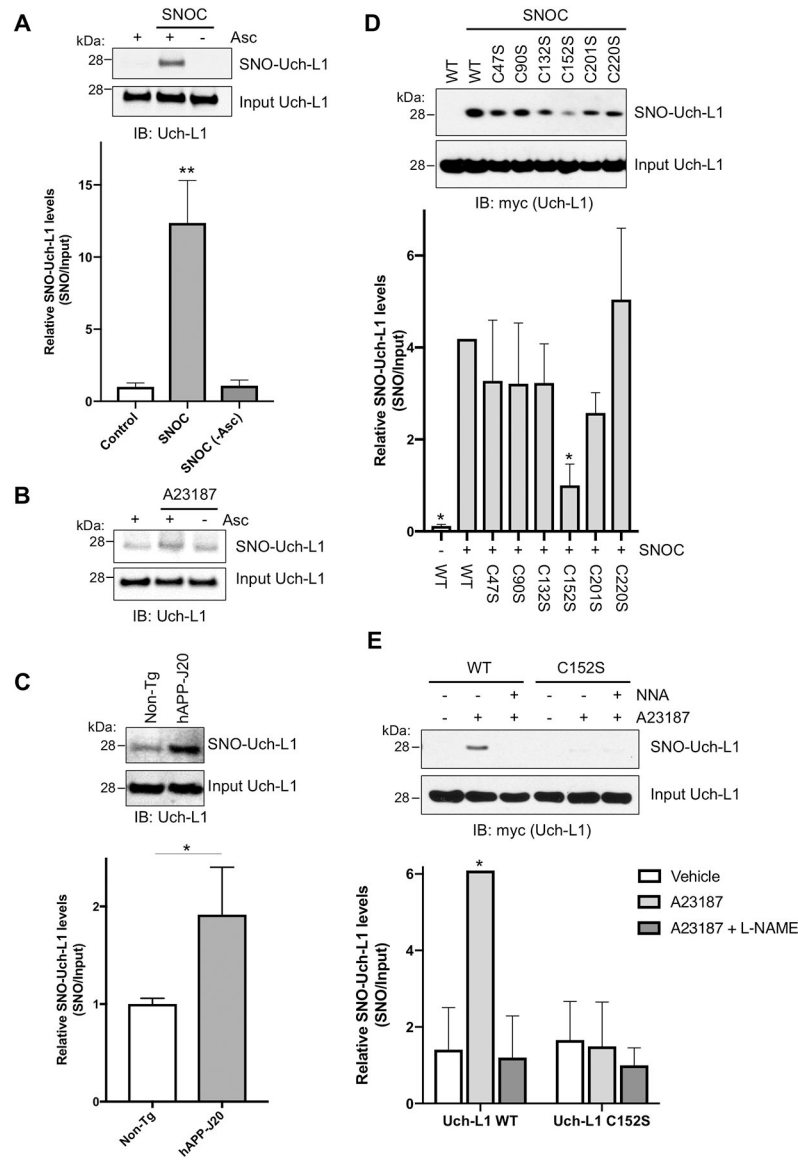 A
SNOC
kDa: + + - Asc
28 SNO-Uch-L1
28 Input Uch-L1
IB: Uch-L1
Relative SNO-Uch-L1 levels
(SNO/Input)
15
10
5
0
**
Control
SNOC
SNOC (-Asc)
B
A23187
kDa: + + - Asc
28 SNO-Uch-L1
28 Input Uch-L1
IB: Uch-L1
C
Non-Tg
hAPP-J20
kDa:
28 SNO-Uch-L1
28 Input Uch-L1
IB: Uch-L1
Relative SNO-Uch-L1 levels
(SNO/Input)
2
1
0
*
Non-Tg
hAPP-J20
D
SNOC
WT WT C47S C90S C132S C152S C201S C220S
kDa:
28 SNO-Uch-L1
28 Input Uch-L1
IB: myc (Uch-L1)
Relative SNO-Uch-L1 levels
(SNO/Input)
6
4
2
0
* *
- + + + + + + + SNOC
WT WT C47S C90S C132S C152S C201S C220S
E
WT C152S
- - + - - + NNA
- + + - + + A23187
kDa:
28 SNO-Uch-L1
28 Input Uch-L1
IB: myc (Uch-L1)
Relative SNO-Uch-L1 levels
(SNO/Input)
6
4
2
0
*
Vehicle
A23187
A23187 + L-NAME
Uch-L1 WT Uch-L1 C152S